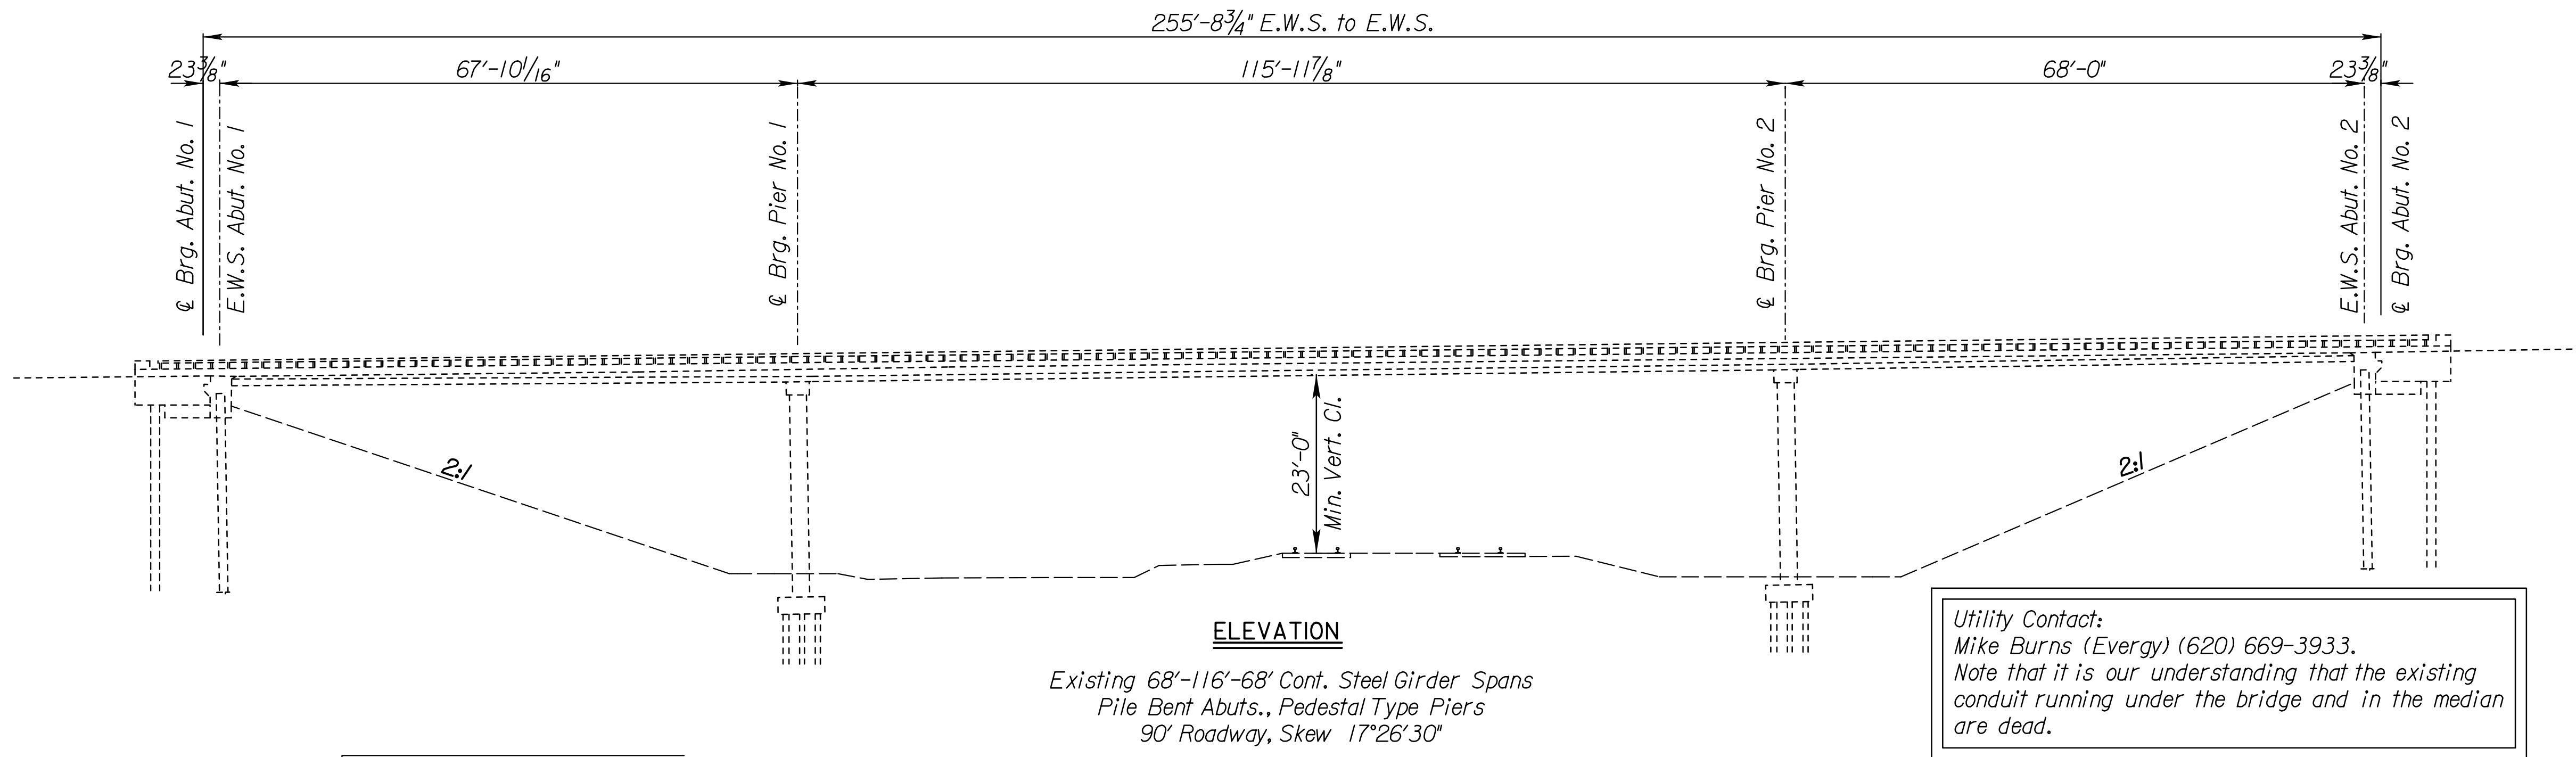 255'-8¾" E.W.S. to E.W.S.
23⅜" 67'-10 1/16" 115'-11⅞" 68'-0" 23⅜"
℄ Brg. Abut. No. 1
E.W.S. Abut. No. 1
℄ Brg. Pier No. 1
℄ Brg. Pier No. 2
E.W.S. Abut. No. 2
℄ Brg. Abut. No. 2
2:1
23'-0"
Min. Vert. Cl.
2:1
ELEVATION
Existing 68'-116'-68' Cont. Steel Girder Spans
Pile Bent Abuts., Pedestal Type Piers
90' Roadway, Skew 17°26'30"
Utility Contact:
Mike Burns (Evergy) (620) 669-3933.
Note that it is our understanding that the existing
conduit running under the bridge and in the median
are dead.